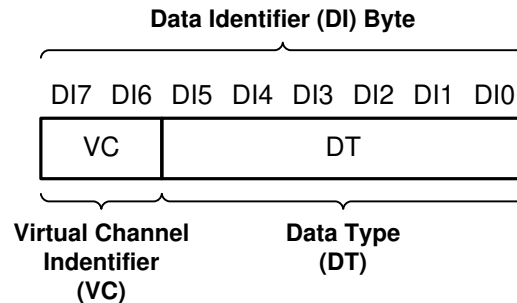 Data Identifier (DI) Byte
DI7 DI6 DI5 DI4 DI3 DI2 DI1 DI0
VC DT
Virtual Channel
Indentifier
(VC)
Data Type
(DT)